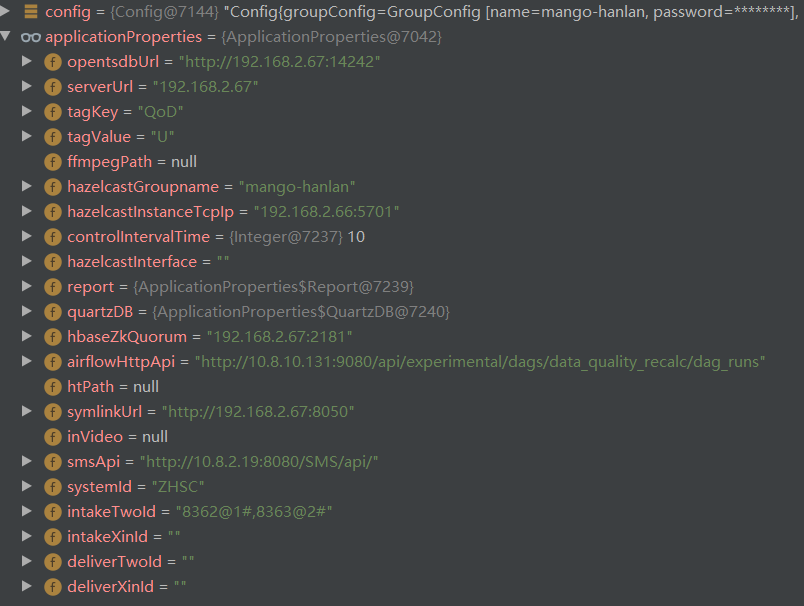 config = {Config@7144} "Config{groupConfig=GroupConfig [name=mango-hanlan, password=********],
applicationProperties = {ApplicationProperties@7042}
f opentsdbUrl = "http://192.168.2.67:14242"
f serverUrl = "192.168.2.67"
f tagKey = "QoD"
f tagValue = "U"
f ffmpegPath = null
f hazelcastGroupname = "mango-hanlan"
f hazelcastInstanceTcpIp = "192.168.2.66:5701"
f controlIntervalTime = {Integer@7237} 10
f hazelcastInterface = ""
f report = {ApplicationProperties$Report@7239}
f quartzDB = {ApplicationProperties$QuartzDB@7240}
f hbaseZkQuorum = "192.168.2.67:2181"
f airflowHttpApi = "http://10.8.10.131:9080/api/experimental/dags/data_quality_recalc/dag_runs"
f htPath = null
f symlinkUrl = "http://192.168.2.67:8050"
f inVideo = null
f smsApi = "http://10.8.2.19:8080/SMS/api/"
f systemId = "ZHSC"
f intakeTwoId = "8362@1#,8363@2#"
f intakeXinId = ""
f deliverTwoId = ""
f deliverXinId = ""